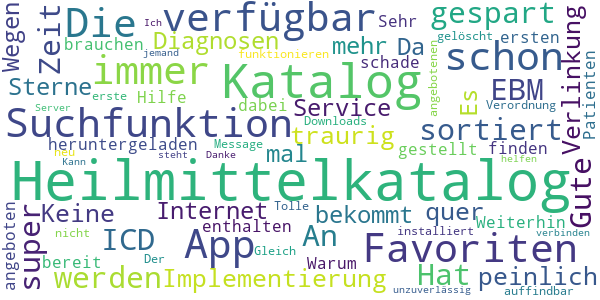 Wegen Zeit Die verfügbar gespart
Ich jemand Sehr gelöscht ersten
brauchen Diagnosen mehr Da schon
funktionieren schade angebotenen
Sterne immer Katalog EBM Verlinkung
erste Hilfe dabei Service Es Verordnung Patienten
Server Suchfunktion Downloads traurig sortiert
heruntergeladen Message gestellt finden
neu Kann steht Danke mal helfen
Heilmittelkatalog Gute
angeboten super Keine Internet bekommt quer
nicht ICD App enthalten Tolle An installiert Weiterhin
Der Gleich Warum Favoriten verbinden
bereit werden Implementierung Hat peinlich
unzuverlässig auffindbar